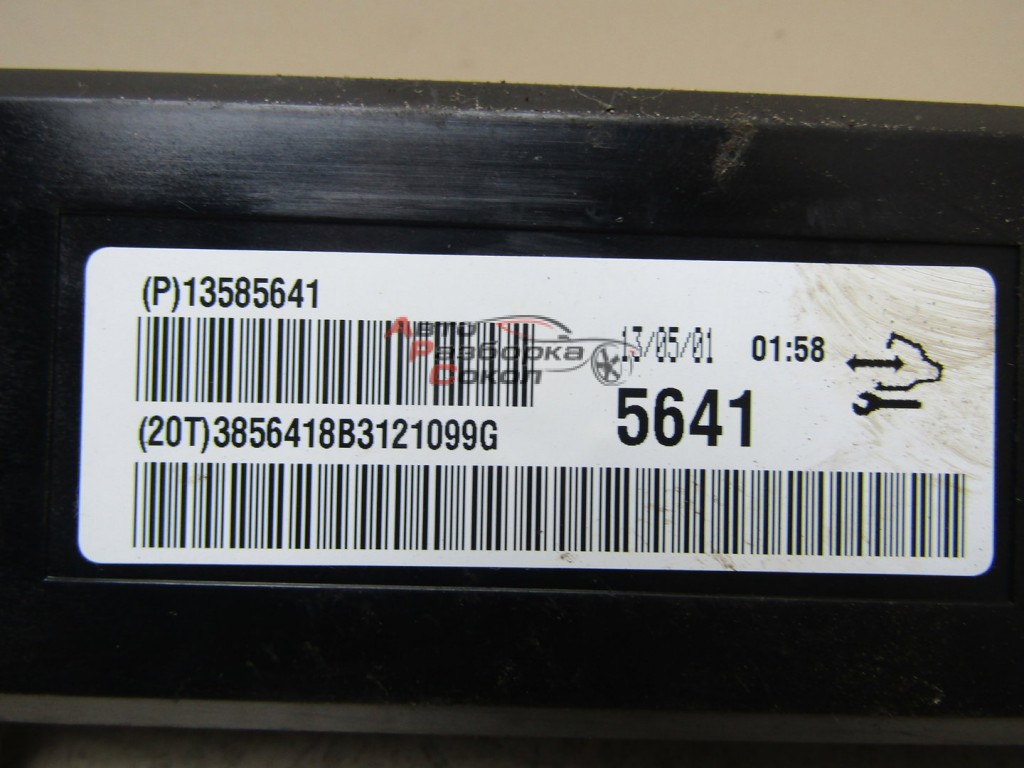 (P)13585641
13/05/01 01:58
Авто
Разборка
Сокол
5641
(20T)3856418B3121099G